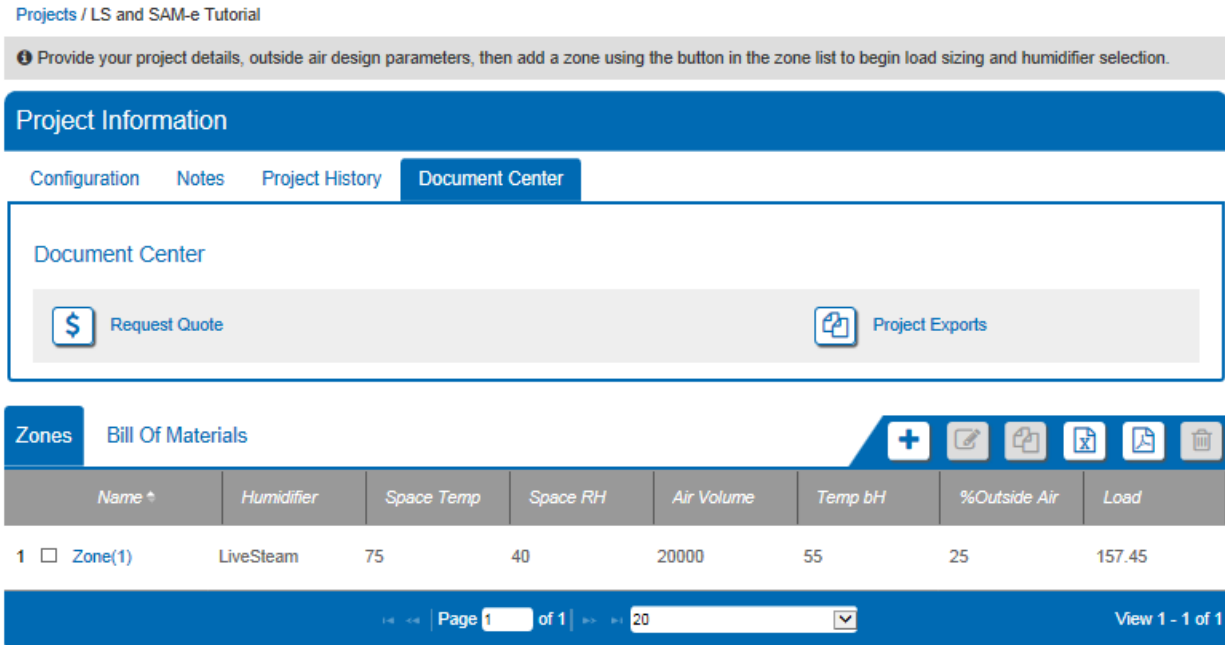 Projects / LS and SAM-e Tutorial
Provide your project details, outside air design parameters, then add a zone using the button in the zone list to begin load sizing and humidifier selection.
Project Information
Configuration Notes Project History Document Center
Document Center
$ Request Quote Project Exports
Zones Bill Of Materials
Name Humidifier Space Temp Space RH Air Volume Temp bH %Outside Air Load
1 Zone(1) LiveSteam 75 40 20000 55 25 157.45
Page 1 of 1 20 View 1 - 1 of 1